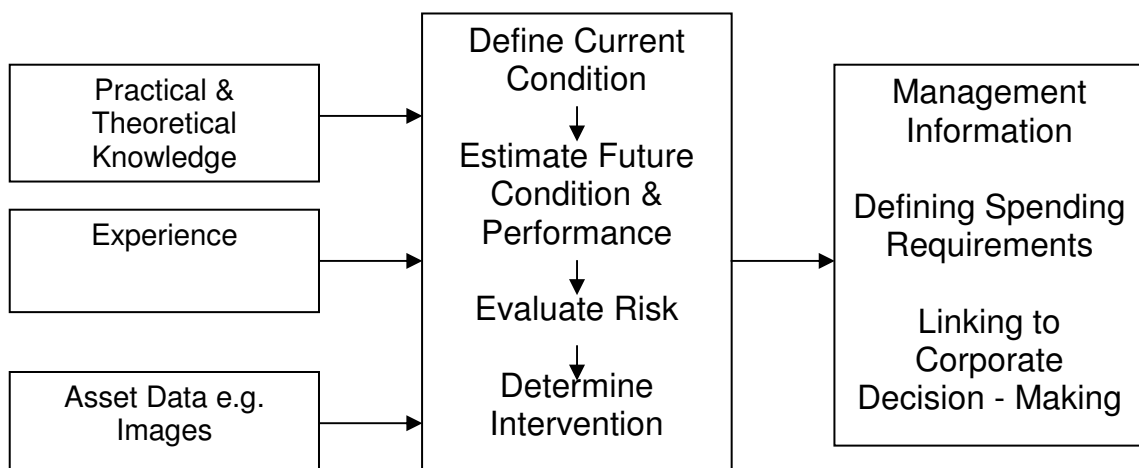 Practical &
Theoretical
Knowledge
Experience
Asset Data e.g.
Images
Define Current
Condition
Estimate Future
Condition &
Performance
Evaluate Risk
Determine
Intervention
Management
Information
Defining Spending
Requirements
Linking to
Corporate
Decision - Making